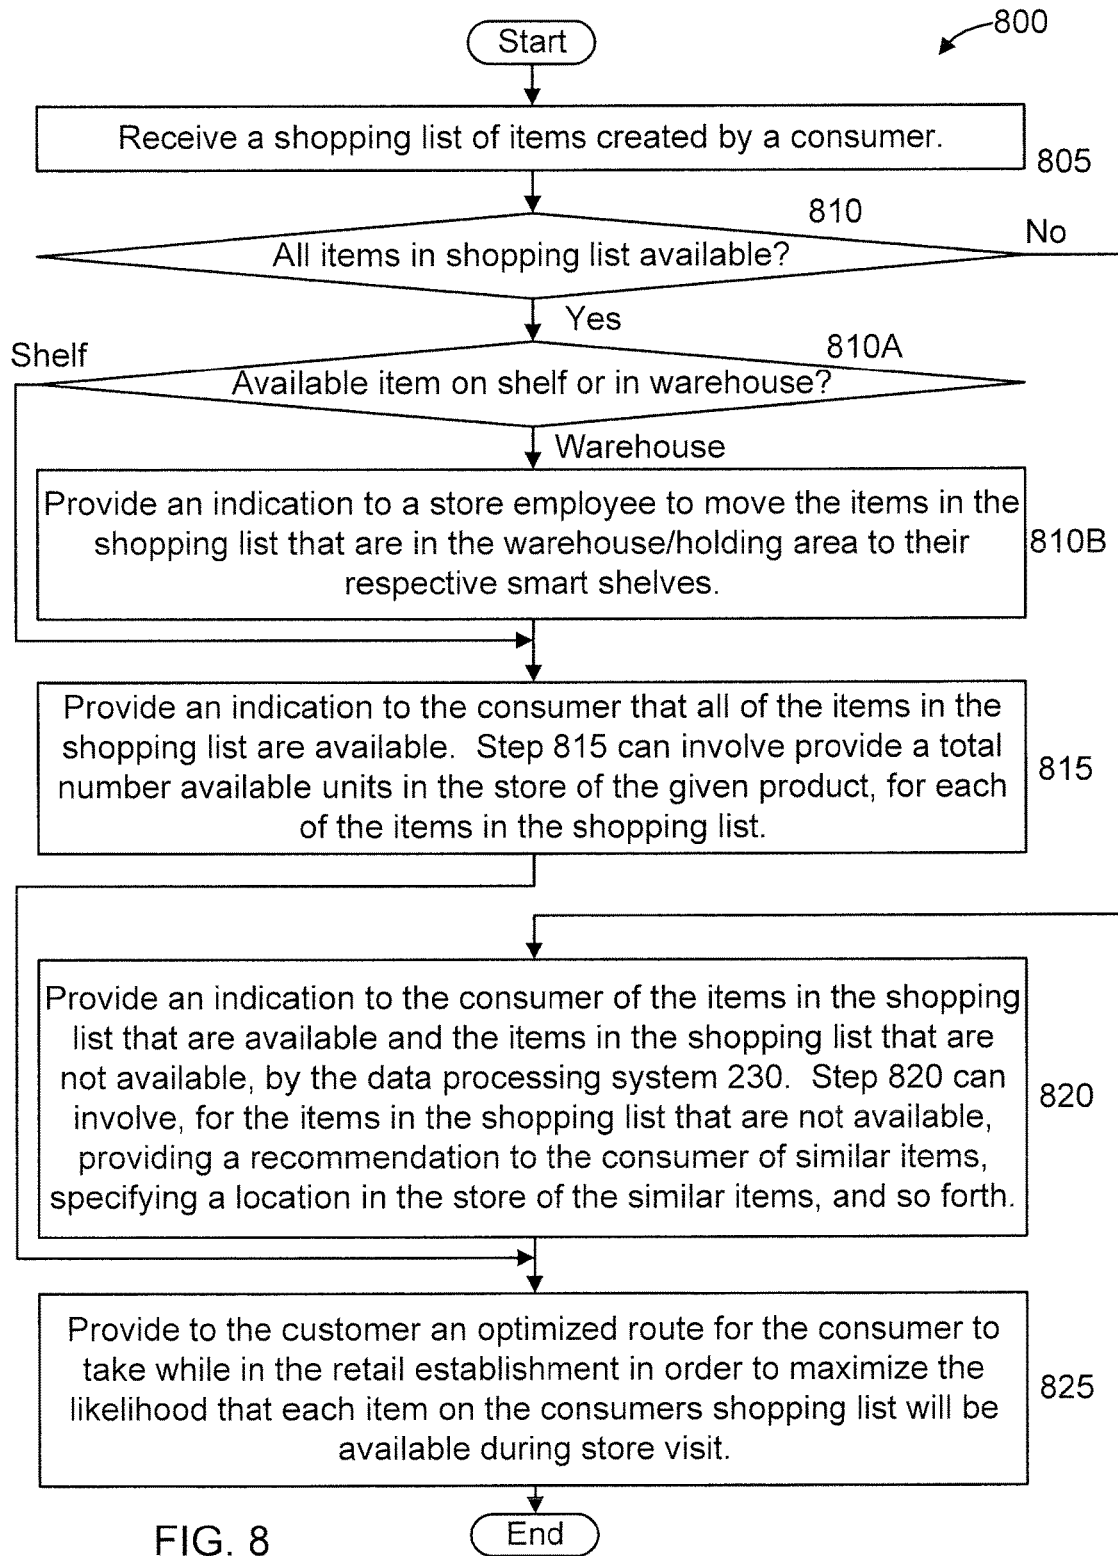 Start
800
Receive a shopping list of items created by a consumer.
805
810
No
All items in shopping list available?
Yes
Shelf
810A
Available item on shelf or in warehouse?
Warehouse
Provide an indication to a store employee to move the items in the
shopping list that are in the warehouse/holding area to their
respective smart shelves.
810B
Provide an indication to the consumer that all of the items in the
shopping list are available. Step 815 can involve provide a total
number available units in the store of the given product, for each
of the items in the shopping list.
815
Provide an indication to the consumer of the items in the shopping
list that are available and the items in the shopping list that are
not available, by the data processing system 230. Step 820 can
involve, for the items in the shopping list that are not available,
providing a recommendation to the consumer of similar items,
specifying a location in the store of the similar items, and so forth.
820
Provide to the customer an optimized route for the consumer to
take while in the retail establishment in order to maximize the
likelihood that each item on the consumers shopping list will be
available during store visit.
825
End
FIG. 8